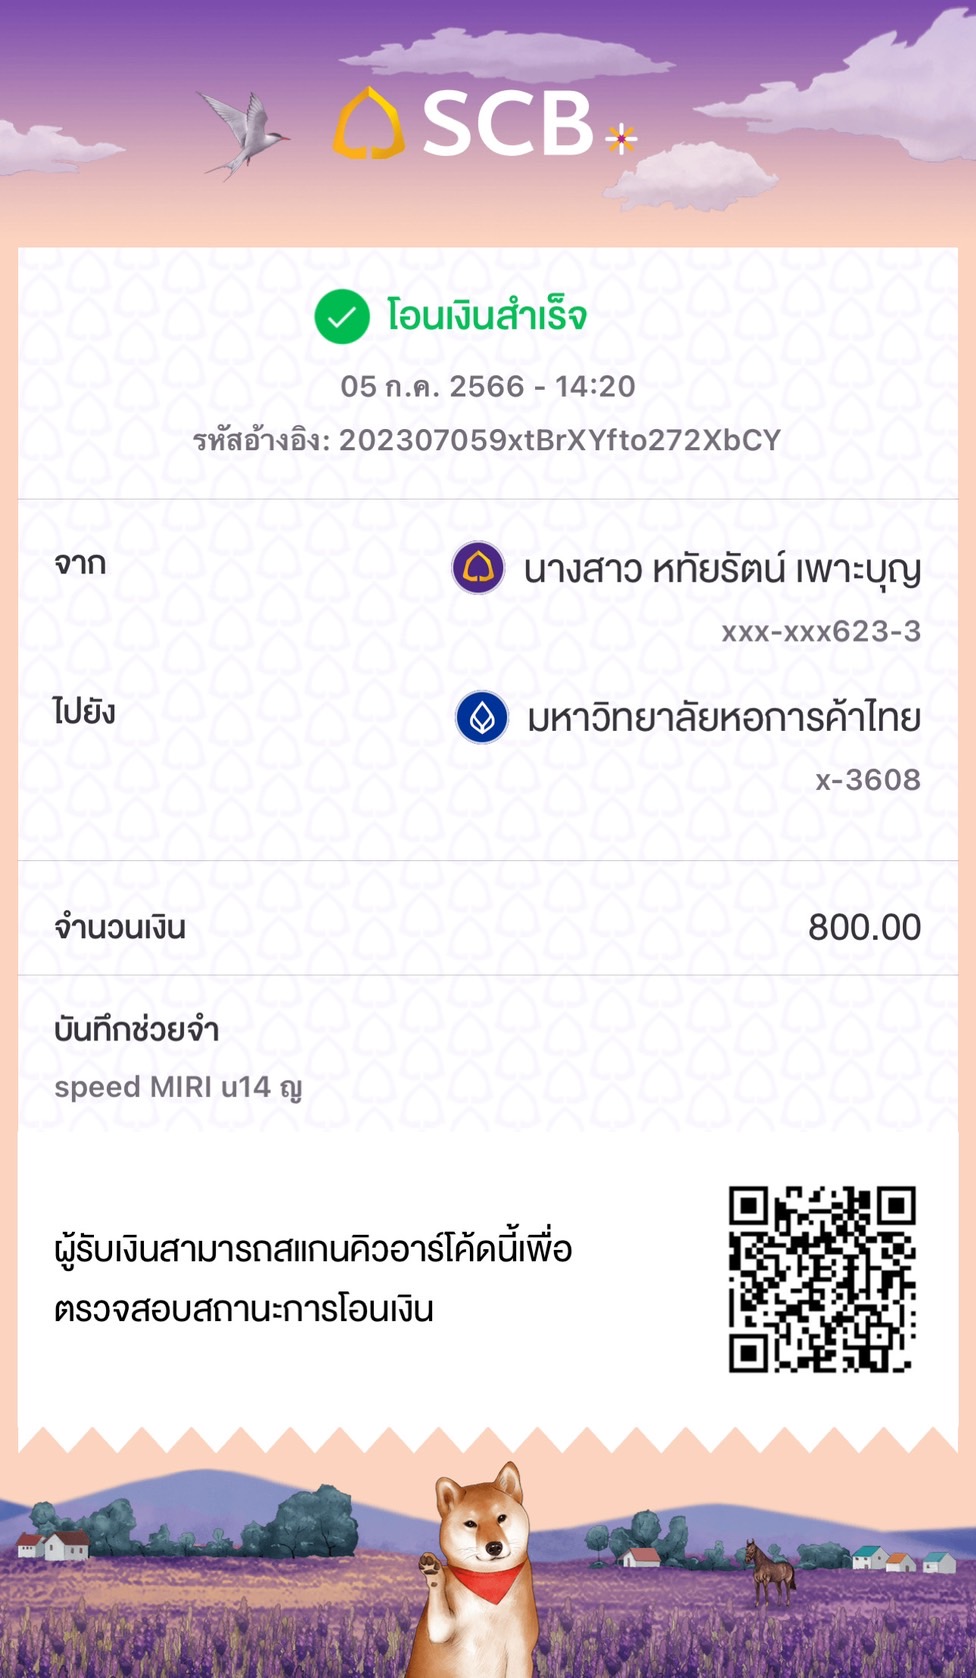 SCB
โอนเงินสำเร็จ
05 ก.ค. 2566 - 14:20
รหัสอ้างอิง: 202307059xtBrXYfto272XbCY
จาก
นางสาว หทัยรัตน์ เพาะบุญ
xxx-xxx623-3
ไปยัง
มหาวิทยาลัยหอการค้าไทย
x-3608
จำนวนเงิน
800.00
บันทึกช่วยจำ
speed MIRI u14 ญ
ผู้รับเงินสามารถสแกนคิวอาร์โค้ดนี้เพื่อ
ตรวจสอบสถานะการโอนเงิน